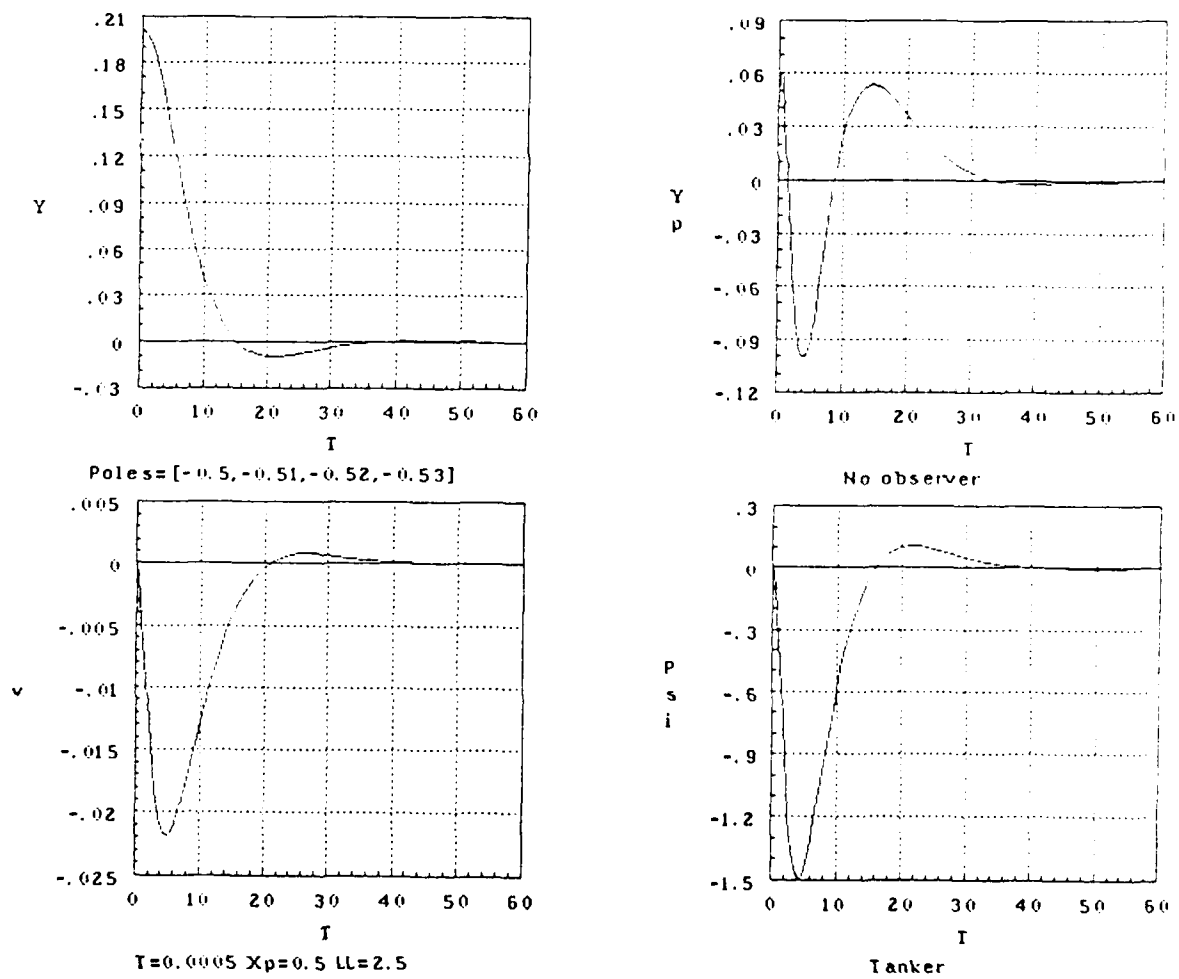 .21
.18
.15
.12
.09
.06
.03
0
-.03
Y
0 10 20 30 40 50 60
T
Poles=[-0.5,-0.51,-0.52,-0.53]
.09
.06
.03
0
-.03
-.06
-.09
-.12
Y
p
0 10 20 30 40 50 60
T
No observer
.005
0
-.005
-.01
-.015
-.02
-.025
v
0 10 20 30 40 50 60
T
T=0.0005 Xp=0.5 LL=2.5
.3
0
-.3
-.6
-.9
-1.2
-1.5
P
s
i
0 10 20 30 40 50 60
T
Tanker